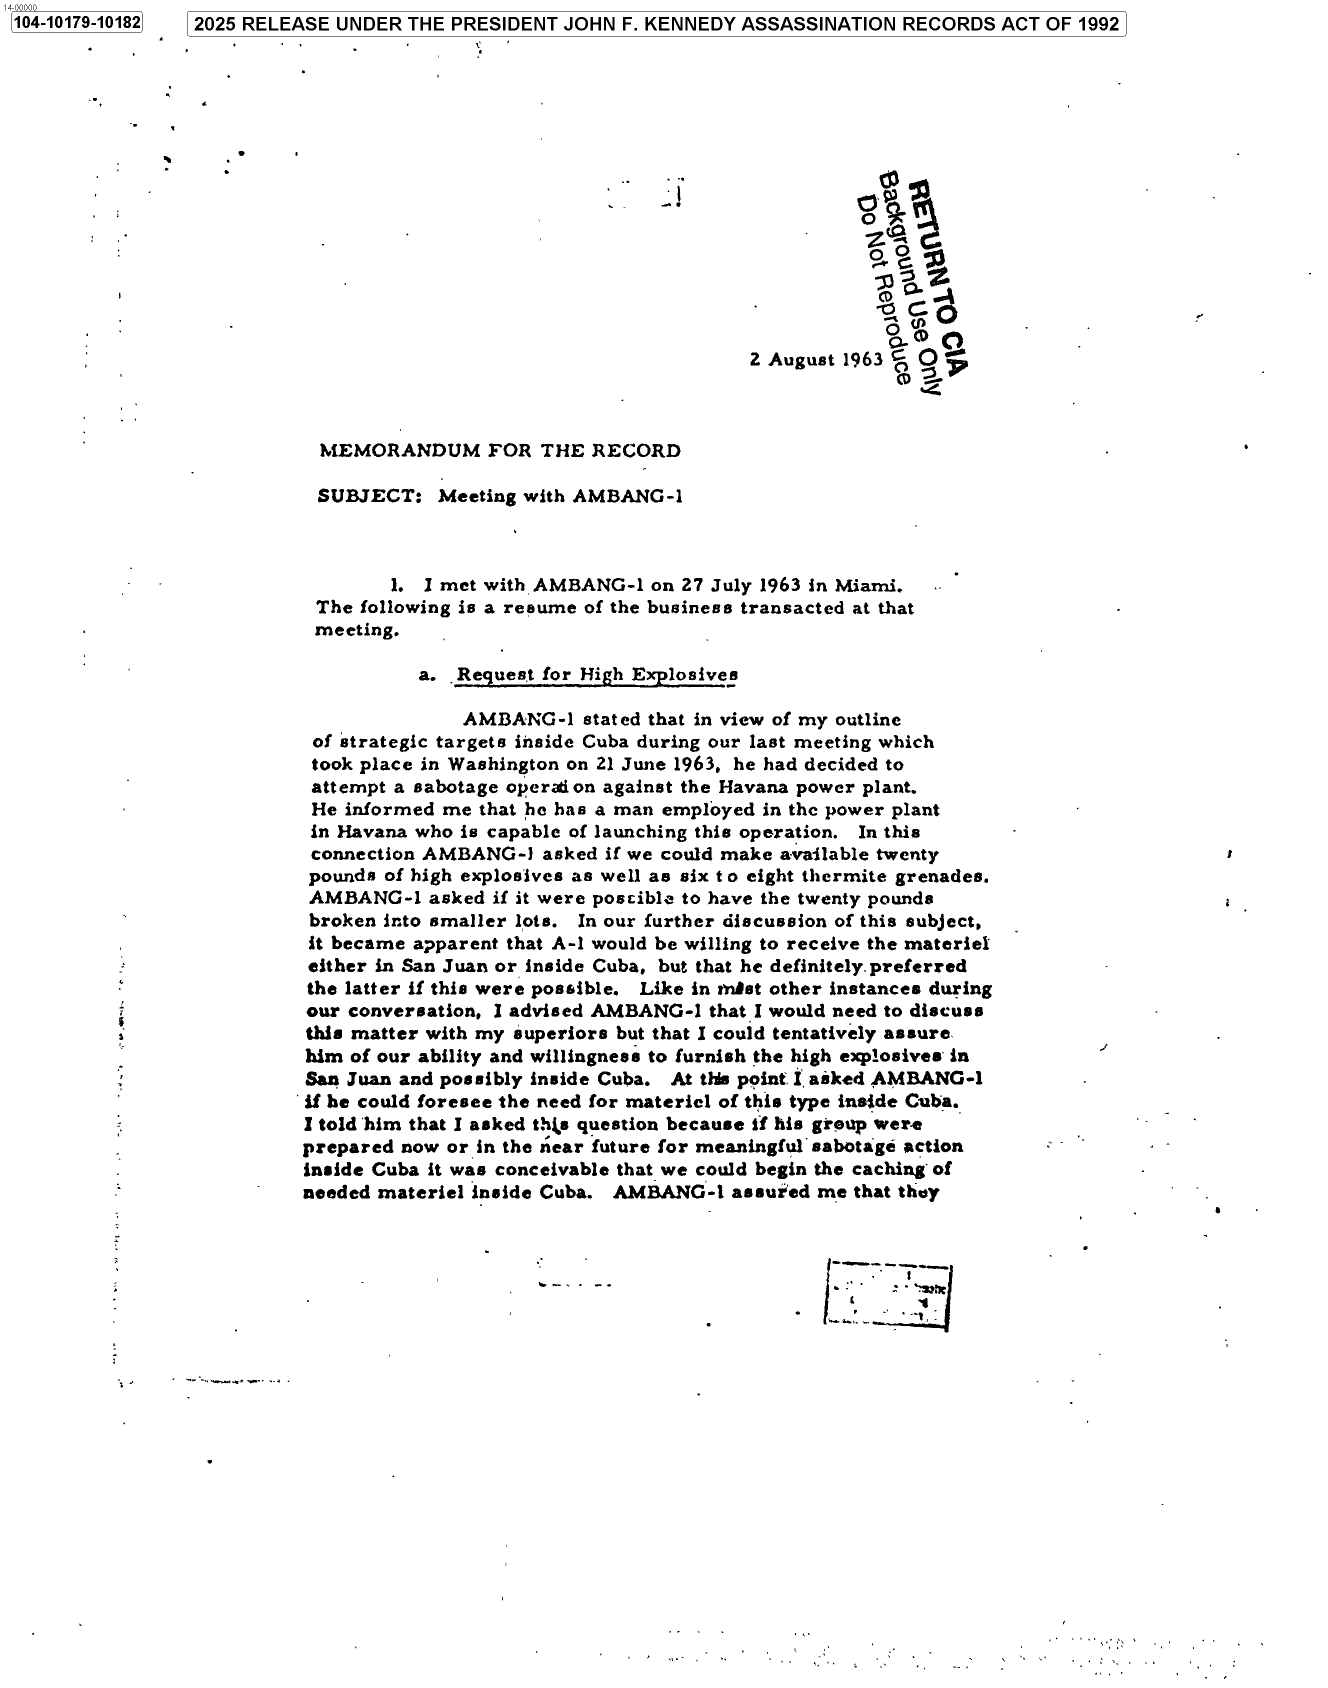 14-00000
104-10179-10182
2025 RELEASE UNDER THE PRESIDENT JOHN F. KENNEDY ASSASSINATION RECORDS ACT OF 1992
RETURN TO CIA
Background Use Only
Do Not Reproduce
2 August 1963
MEMORANDUM FOR THE RECORD
SUBJECT: Meeting with AMBANG-1
1. I met with AMBANG-1 on 27 July 1963 in Miami.
The following is a resume of the business transacted at that
meeting.
a. Request for High Explosives
AMBANG-1 stated that in view of my outline
of strategic targets inside Cuba during our last meeting which
took place in Washington on 21 June 1963, he had decided to
attempt a sabotage operation against the Havana power plant.
He informed me that he has a man employed in the power plant
in Havana who is capable of launching this operation. In this
connection AMBANG-1 asked if we could make available twenty
pounds of high explosives as well as six to eight thermite grenades.
AMBANG-1 asked if it were possible to have the twenty pounds
broken into smaller lots. In our further discussion of this subject,
it became apparent that A-1 would be willing to receive the materiel
either in San Juan or inside Cuba, but that he definitely preferred
the latter if this were possible. Like in most other instances during
our conversation, I advised AMBANG-1 that I would need to discuss
this matter with my superiors but that I could tentatively assure
him of our ability and willingness to furnish the high explosives in
San Juan and possibly inside Cuba. At this point I asked AMBANG-1
if he could foresee the need for materiel of this type inside Cuba.
I told him that I asked this question because if his group were
prepared now or in the near future for meaningful sabotage action
inside Cuba it was conceivable that we could begin the caching of
needed materiel inside Cuba. AMBANG-1 assured me that they